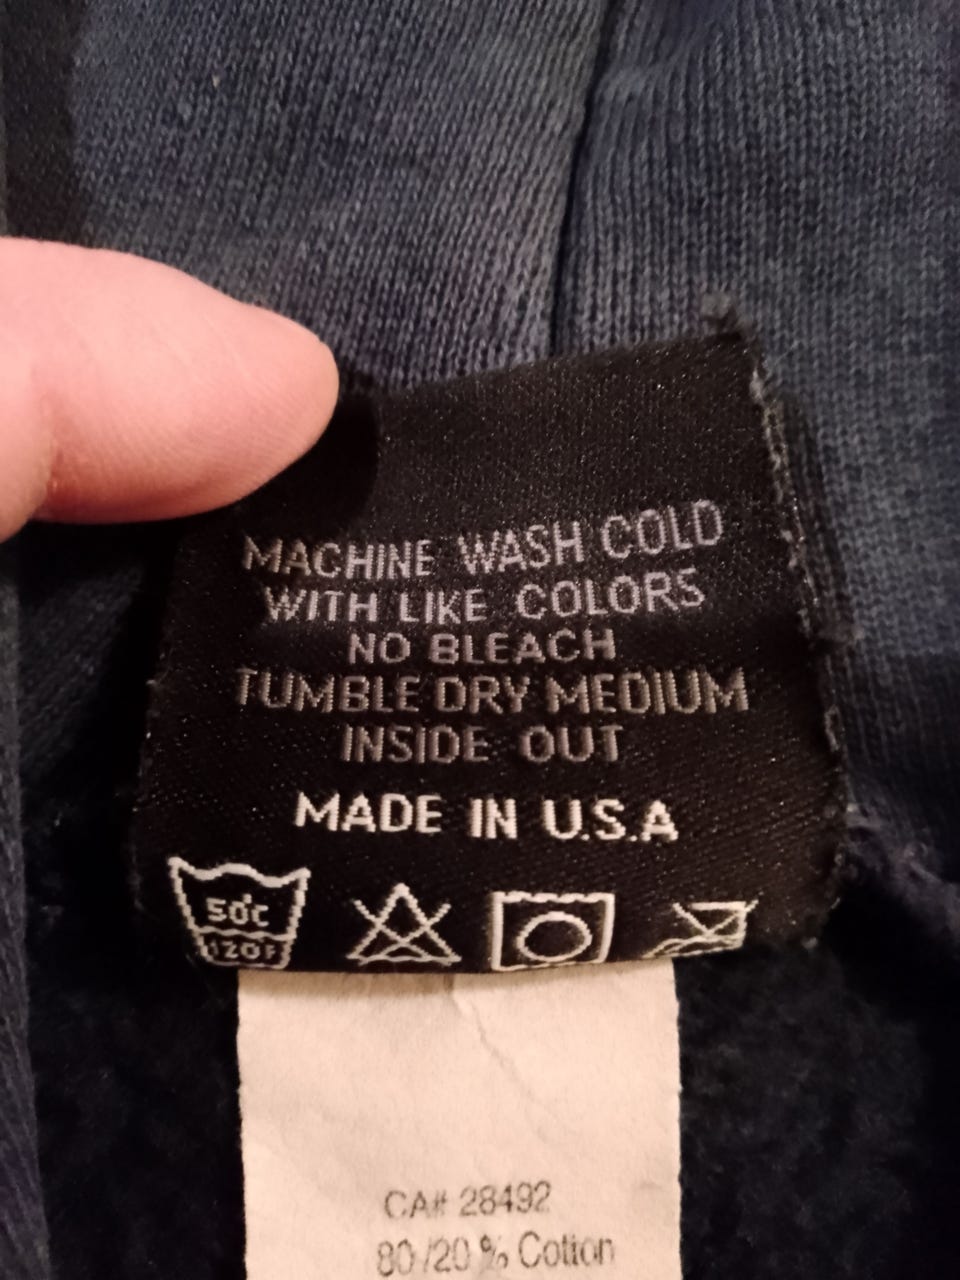 MACHINE WASH COLD
WITH LIKE COLORS
NO BLEACH
TUMBLE DRY MEDIUM
INSIDE OUT
MADE IN U.S.A
50°C
120°F
CA# 28492
80/20 % Cotton